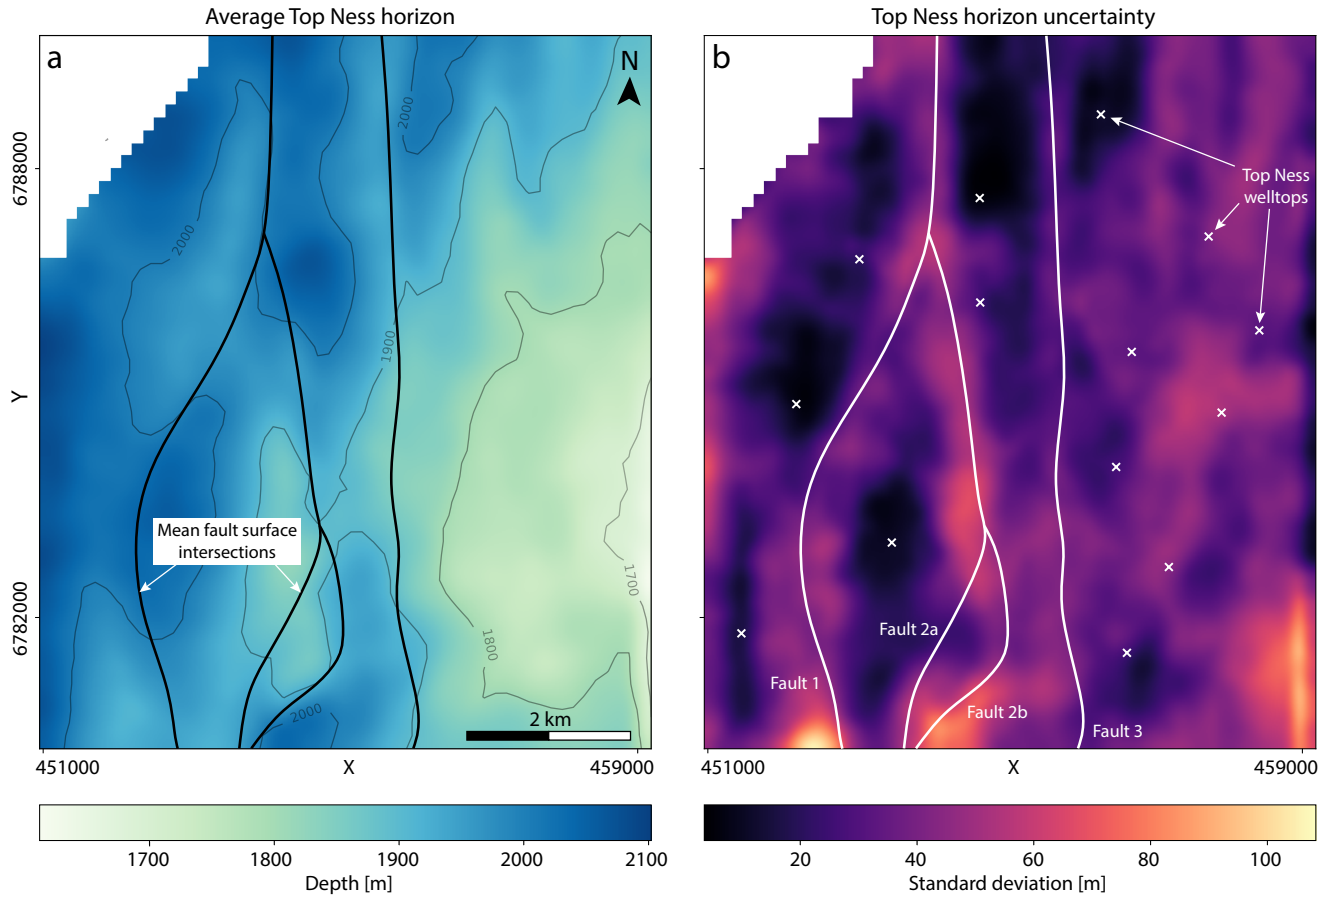 Average Top Ness horizon
Top Ness horizon uncertainty
a
N
b
2000
2000
1900
1800
1700
2000
Mean fault surface
intersections
2 km
Top Ness
welltops
Fault 1
Fault 2a
Fault 2b
Fault 3
6788000
Y
6782000
451000
X
459000
451000
X
459000
1700
1800
1900
2000
2100
Depth [m]
20
40
60
80
100
Standard deviation [m]